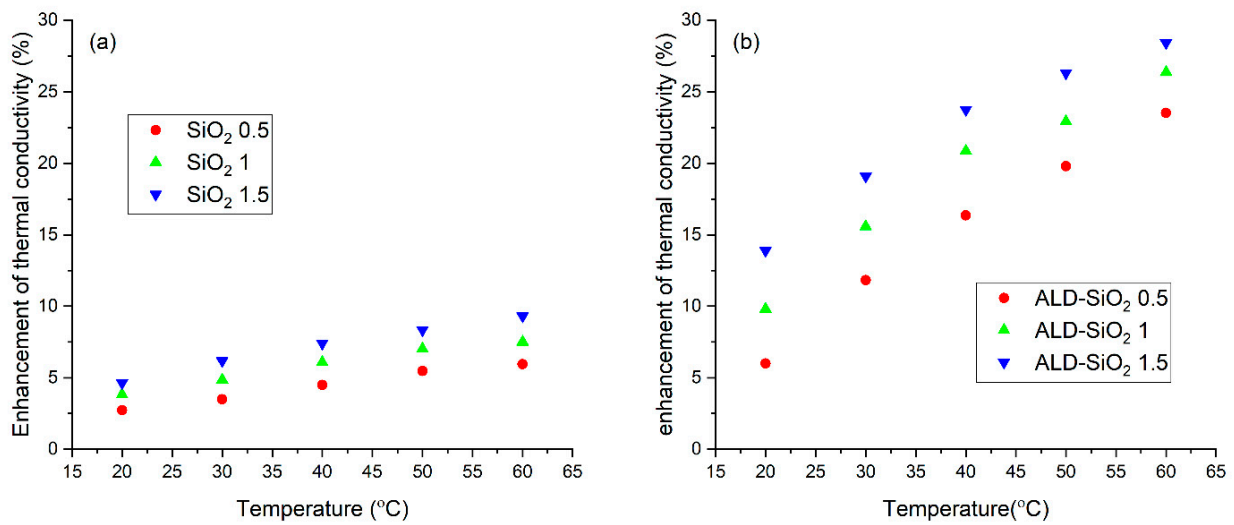 (a)
Enhancement of thermal conductivity (%)
30
25
20
15
10
5
0
SiO₂ 0.5
SiO₂ 1
SiO₂ 1.5
15 20 25 30 35 40 45 50 55 60 65
Temperature (°C)
(b)
enhancement of thermal conductivity (%)
30
25
20
15
10
5
0
ALD-SiO₂ 0.5
ALD-SiO₂ 1
ALD-SiO₂ 1.5
15 20 25 30 35 40 45 50 55 60 65
Temperature(°C)